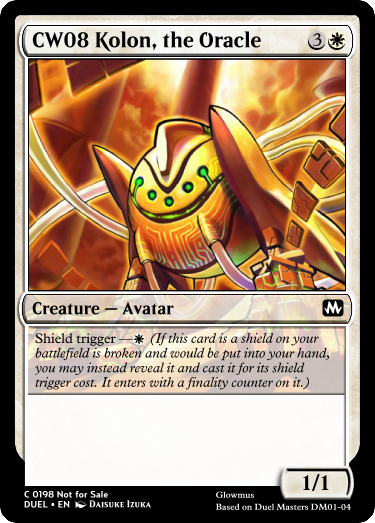 CW08 Kolon, the Oracle 3
Creature — Avatar
Shield trigger — (If this card is a shield on your
battlefield is broken and would be put into your hand,
you may instead reveal it and cast it for its shield
trigger cost. It enters with a finality counter on it.)
1/1
C 0198 Not for Sale
DUEL • EN Daisuke Izuka
Glowmus
Based on Duel Masters DM01-04